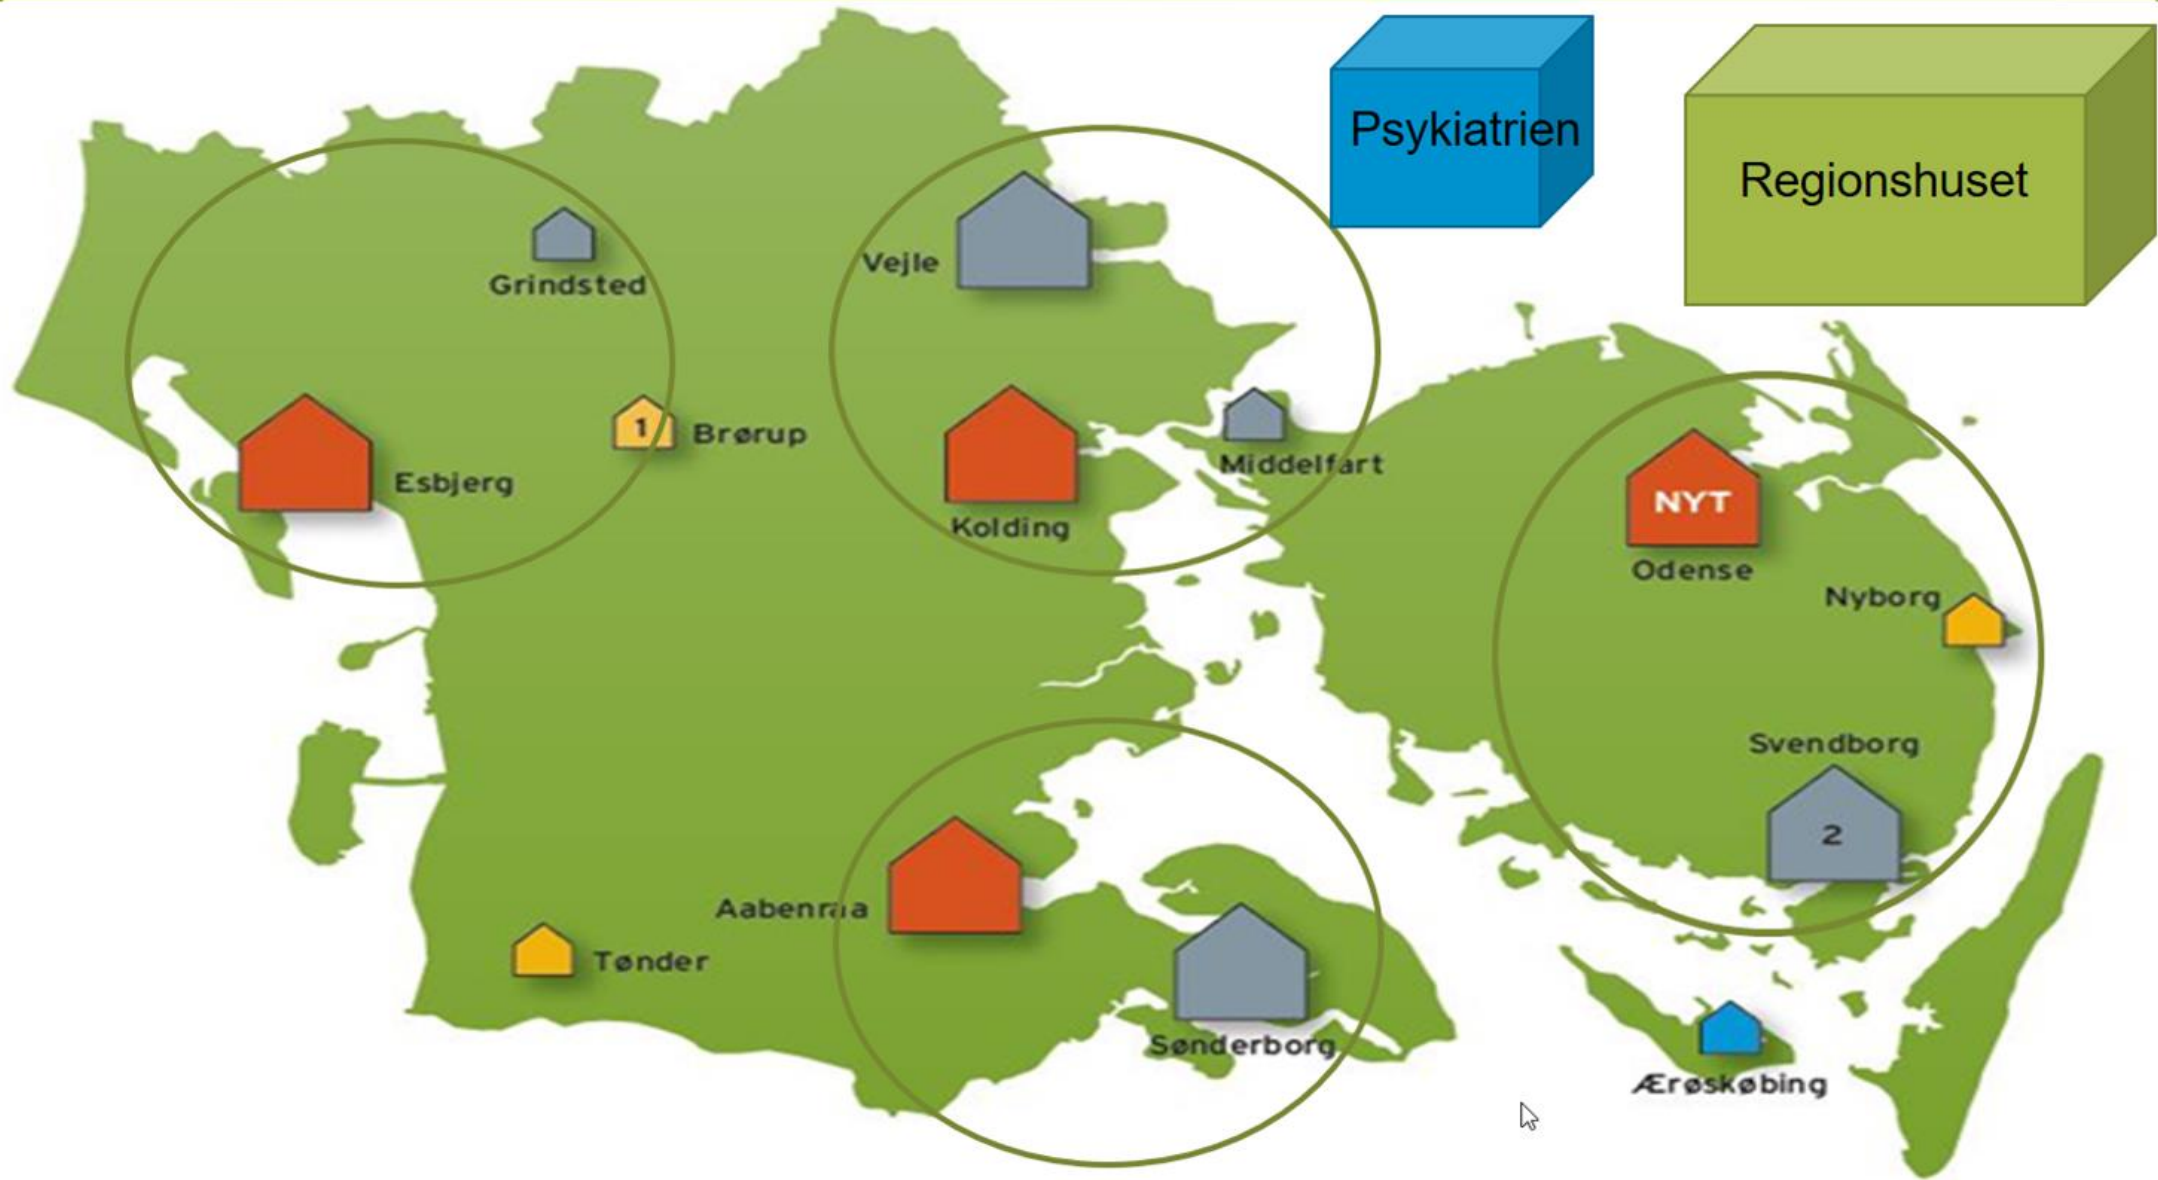 Psykiatrien
Regionshuset
Grindsted
Vejle
1
Brørup
Esbjerg
Middelfart
Kolding
NYT
Odense
Nyborg
Svendborg
2
Aabenraa
Tønder
Sønderborg
Ærøskøbing